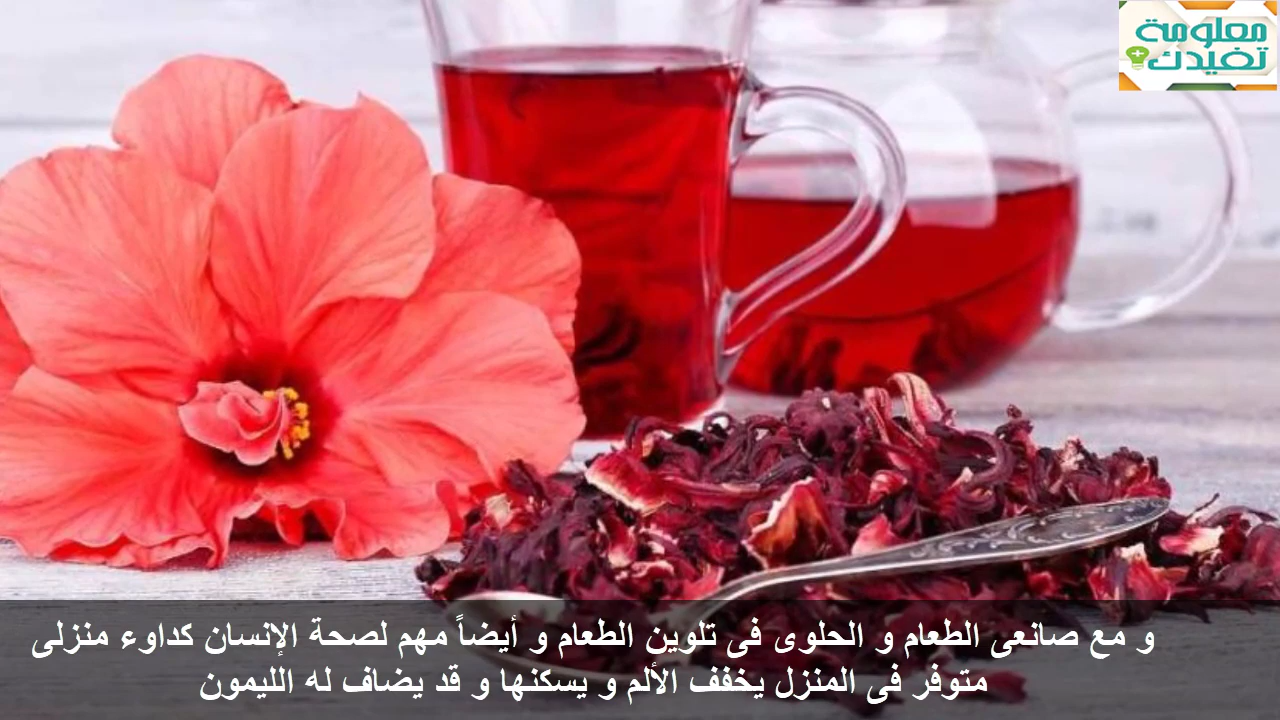 معلومة
تفيدك
و مع صانعى الطعام و الحلوى فى تلوين الطعام و أيضاً مهم لصحة الإنسان كداوء منزلى
متوفر فى المنزل يخفف الألم و يسكنها و قد يضاف له الليمون